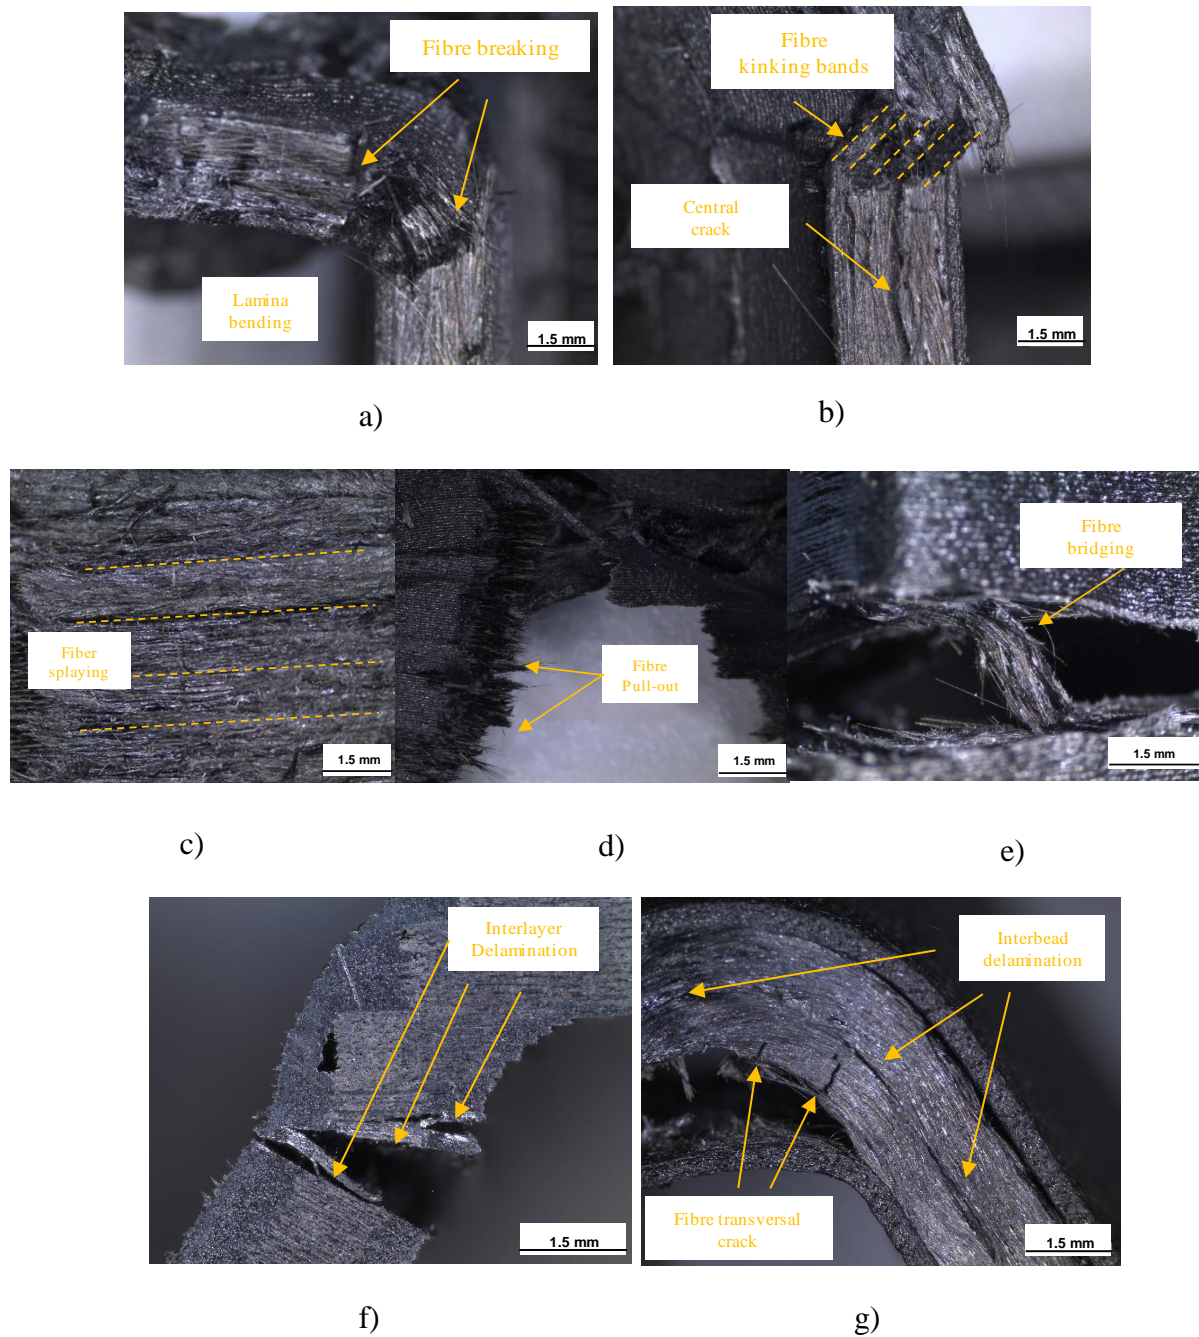 Fibre breaking
Lamina
bending
1.5 mm
a)
Fibre
kinking bands
Central
crack
1.5 mm
b)
Fiber
splaying
1.5 mm
c)
Fibre
Pull-out
1.5 mm
d)
Fibre
bridging
1.5 mm
e)
Interlayer
Delamination
1.5 mm
f)
Interbead
delamination
Fibre transversal
crack
1.5 mm
g)